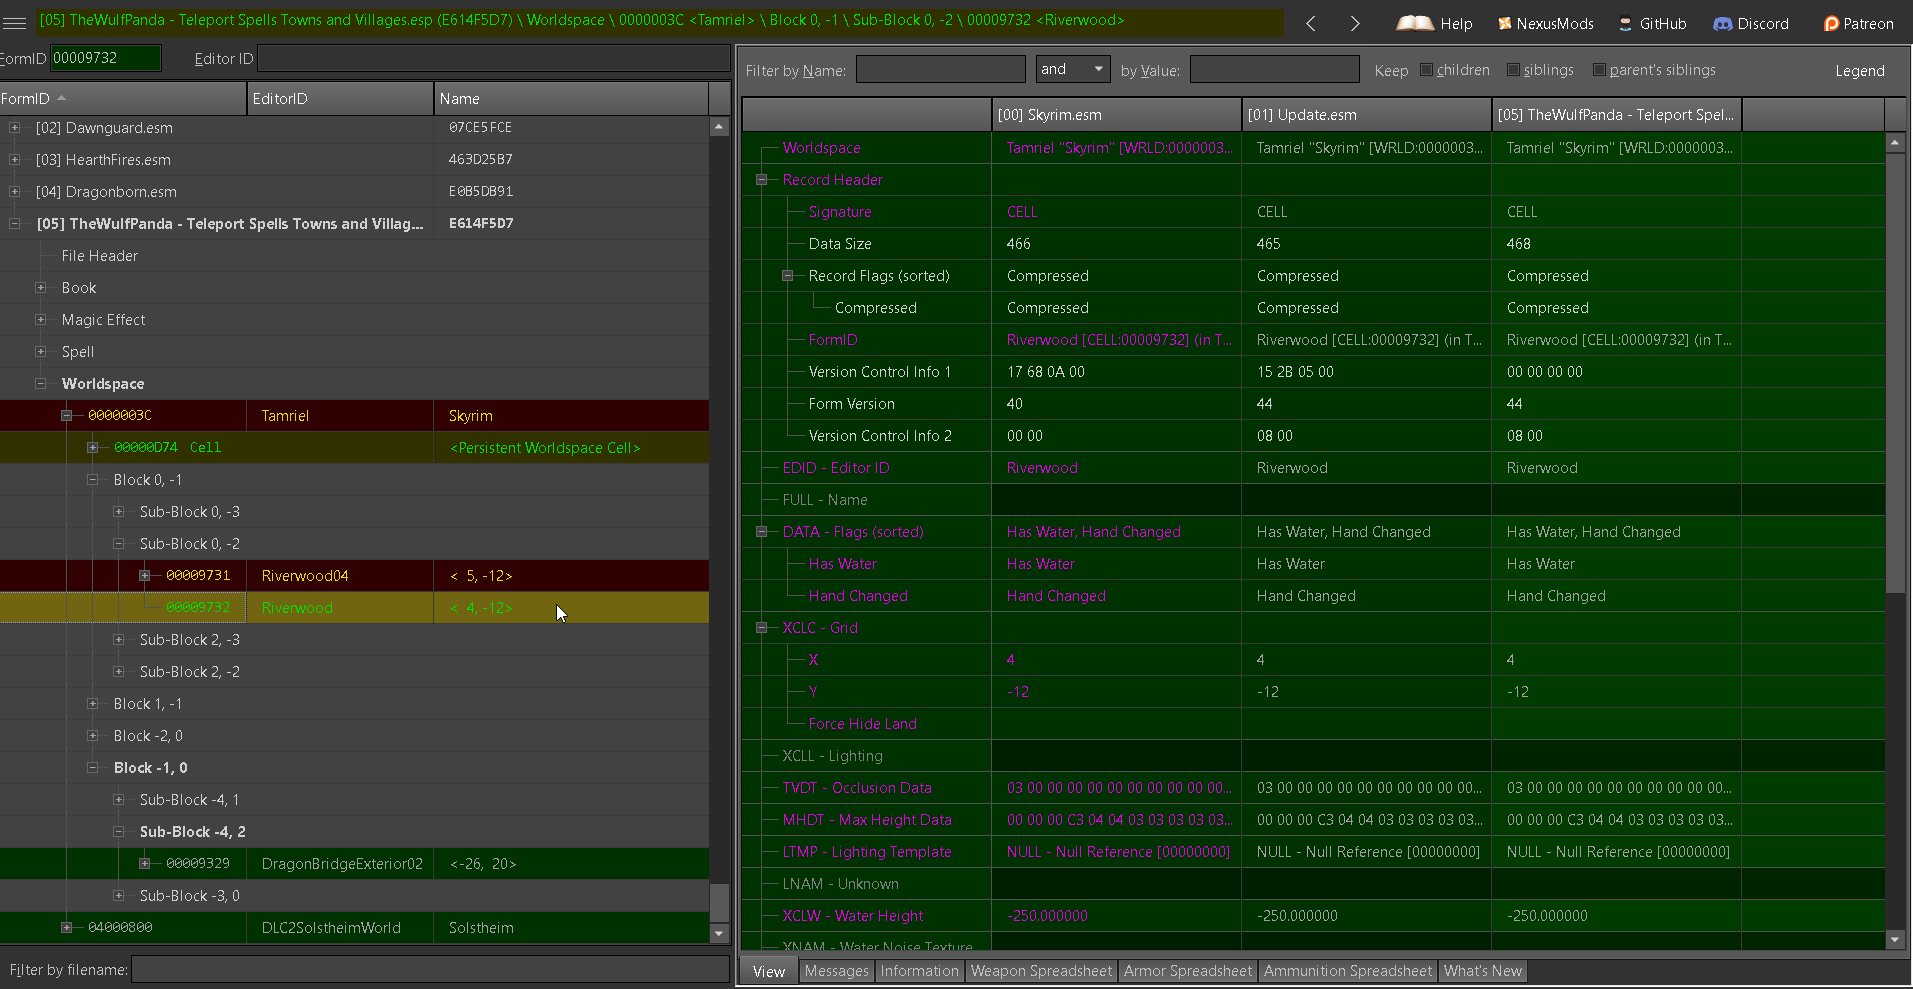 [05] TheWulfPanda - Teleport Spells Towns and Villages.esp (E614F5D7) \ Worldspace \ 0000003C <Tamriel> \ Block 0, -1 \ Sub-Block 0, -2 \ 00009732 <Riverwood>
Help NexusMods GitHub Discord Patreon
FormID 00009732 Editor ID
FormID EditorID Name
[02] Dawnguard.esm 07CE5FCE
[03] HearthFires.esm 463D25B7
[04] Dragonborn.esm E0B5DB91
[05] TheWulfPanda - Teleport Spells Towns and Villag... E614F5D7
File Header
Book
Magic Effect
Spell
Worldspace
0000003C Tamriel Skyrim
00000D74 Cell <Persistent Worldspace Cell>
Block 0, -1
Sub-Block 0, -3
Sub-Block 0, -2
00009731 Riverwood04 < 5, -12>
00009732 Riverwood < 4, -12>
Sub-Block 2, -3
Sub-Block 2, -2
Block 1, -1
Block -2, 0
Block -1, 0
Sub-Block -4, 1
Sub-Block -4, 2
00009329 DragonBridgeExterior02 <-26, 20>
Sub-Block -3, 0
04000800 DLC2SolstheimWorld Solstheim
Filter by filename:
Filter by Name: and by Value: Keep children siblings parent's siblings Legend
[00] Skyrim.esm [01] Update.esm [05] TheWulfPanda - Teleport Spel...
Worldspace Tamriel "Skyrim" [WRLD:0000003... Tamriel "Skyrim" [WRLD:0000003... Tamriel "Skyrim" [WRLD:0000003...
Record Header
Signature CELL CELL CELL
Data Size 466 465 468
Record Flags (sorted) Compressed Compressed Compressed
Compressed Compressed Compressed Compressed
FormID Riverwood [CELL:00009732] (in T... Riverwood [CELL:00009732] (in T... Riverwood [CELL:00009732] (in T...
Version Control Info 1 17 68 0A 00 15 2B 05 00 00 00 00 00
Form Version 40 44 44
Version Control Info 2 00 00 08 00 08 00
EDID - Editor ID Riverwood Riverwood Riverwood
FULL - Name
DATA - Flags (sorted) Has Water, Hand Changed Has Water, Hand Changed Has Water, Hand Changed
Has Water Has Water Has Water Has Water
Hand Changed Hand Changed Hand Changed Hand Changed
XCLC - Grid
X 4 4 4
Y -12 -12 -12
Force Hide Land
XCLL - Lighting
TVDT - Occlusion Data 03 00 00 00 00 00 00 00 00 00... 03 00 00 00 00 00 00 00 00 00... 03 00 00 00 00 00 00 00 00 00...
MHDT - Max Height Data 00 00 00 C3 04 04 03 03 03 03 03... 00 00 00 C3 04 04 03 03 03 03 03... 00 00 00 C3 04 04 03 03 03 03 03...
LTMP - Lighting Template NULL - Null Reference [00000000] NULL - Null Reference [00000000] NULL - Null Reference [00000000]
LNAM - Unknown
XCLW - Water Height -250.000000 -250.000000 -250.000000
XNAM - Water Noise Texture
View Messages Information Weapon Spreadsheet Armor Spreadsheet Ammunition Spreadsheet What's New